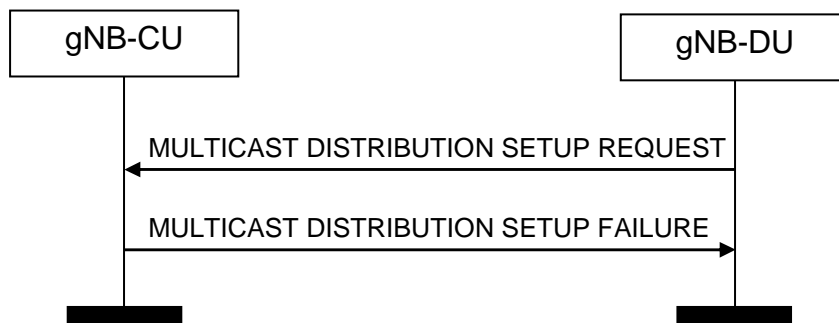 gNB-CU
gNB-DU
MULTICAST DISTRIBUTION SETUP REQUEST
MULTICAST DISTRIBUTION SETUP FAILURE